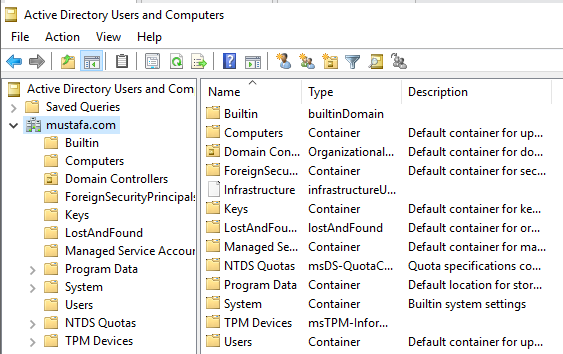 Active Directory Users and Computers
File Action View Help
Active Directory Users and Com
Saved Queries
mustafa.com
Builtin
Computers
Domain Controllers
ForeignSecurityPrincipals
Keys
LostAndFound
Managed Service Accour
Program Data
System
Users
NTDS Quotas
TPM Devices
Name Type Description
Builtin builtinDomain
Computers Container Default container for up...
Domain Con... Organizational... Default container for do...
ForeignSecu... Container Default container for sec...
Infrastructure infrastructureU...
Keys Container Default container for ke...
LostAndFou... lostAndFound Default container for or...
Managed Se... Container Default container for ma...
NTDS Quotas msDS-QuotaC... Quota specifications co...
Program Data Container Default location for stor...
System Container Builtin system settings
TPM Devices msTPM-Infor...
Users Container Default container for up...